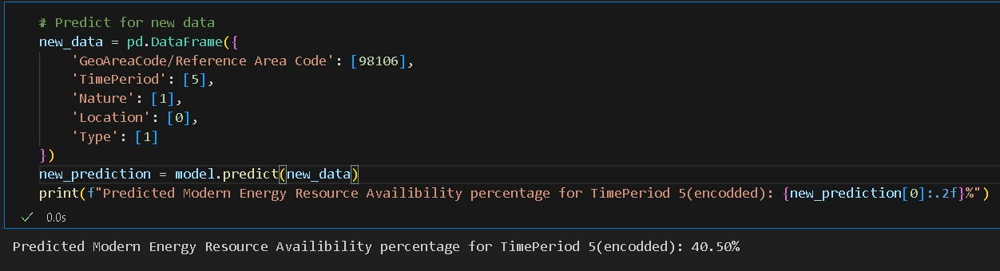 # Predict for new data
new_data = pd.DataFrame({
    'GeoAreaCode/Reference Area Code': [98106],
    'TimePeriod': [5],
    'Nature': [1],
    'Location': [0],
    'Type': [1]
})
new_prediction = model.predict(new_data)
print(f"Predicted Modern Energy Resource Availibility percentage for TimePeriod 5(encodded): {new_prediction[0]:.2f}%")
0.0s
Predicted Modern Energy Resource Availibility percentage for TimePeriod 5(encodded): 40.50%